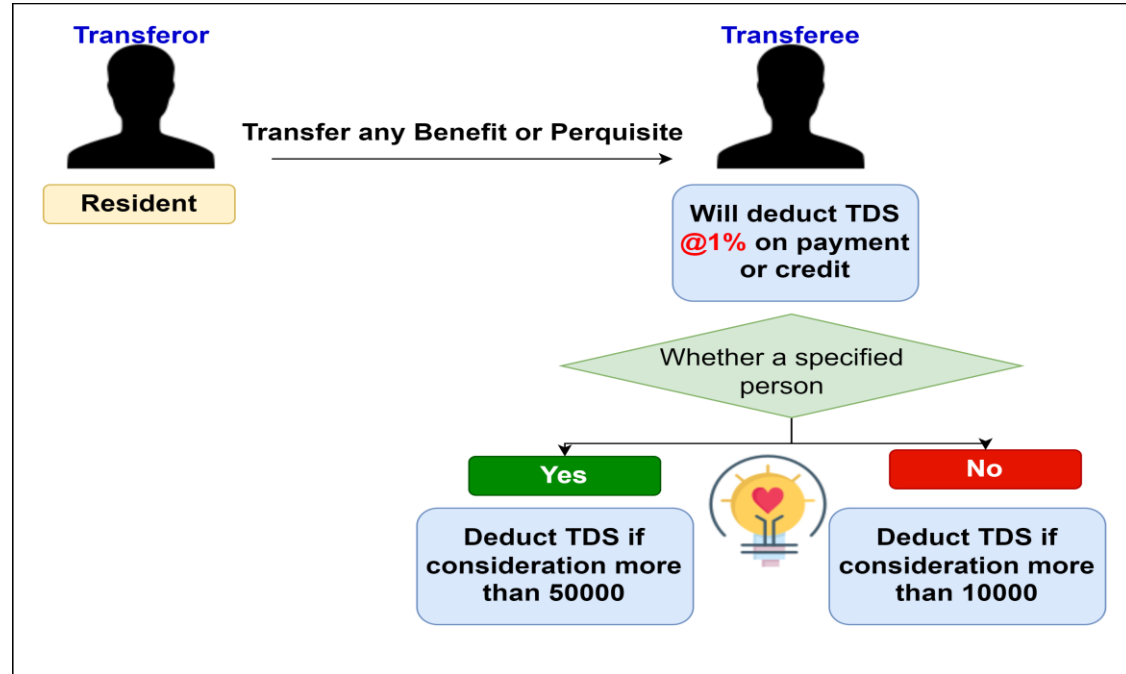 Transferor
Transferee
Transfer any Benefit or Perquisite
Resident
Will deduct TDS
@1% on payment
or credit
Whether a specified
person
Yes
No
Deduct TDS if
consideration more
than 50000
Deduct TDS if
consideration more
than 10000